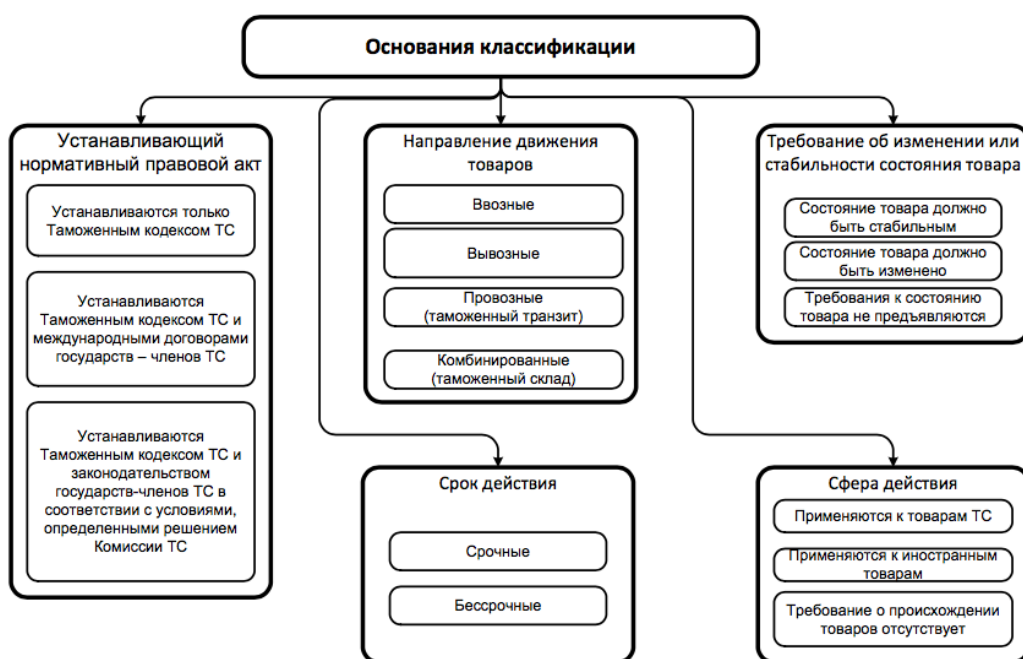 Основания классификации
Устанавливающий
нормативный правовой акт
Устанавливаются только
Таможенным кодексом ТС
Устанавливаются
Таможенным кодексом ТС и
международными договорами
государств – членов ТС
Устанавливаются
Таможенным кодексом ТС и
законодательством
государств-членов ТС в
соответствии с условиями,
определенными решением
Комиссии ТС
Направление движения
товаров
Ввозные
Вывозные
Провозные
(таможенный транзит)
Комбинированные
(таможенный склад)
Требование об изменении или
стабильности состояния товара
Состояние товара должно
быть стабильным
Состояние товара должно
быть изменено
Требования к состоянию
товара не предъявляются
Срок действия
Срочные
Бессрочные
Сфера действия
Применяются к товарам ТС
Применяются к иностранным
товарам
Требование о происхождении
товаров отсутствует